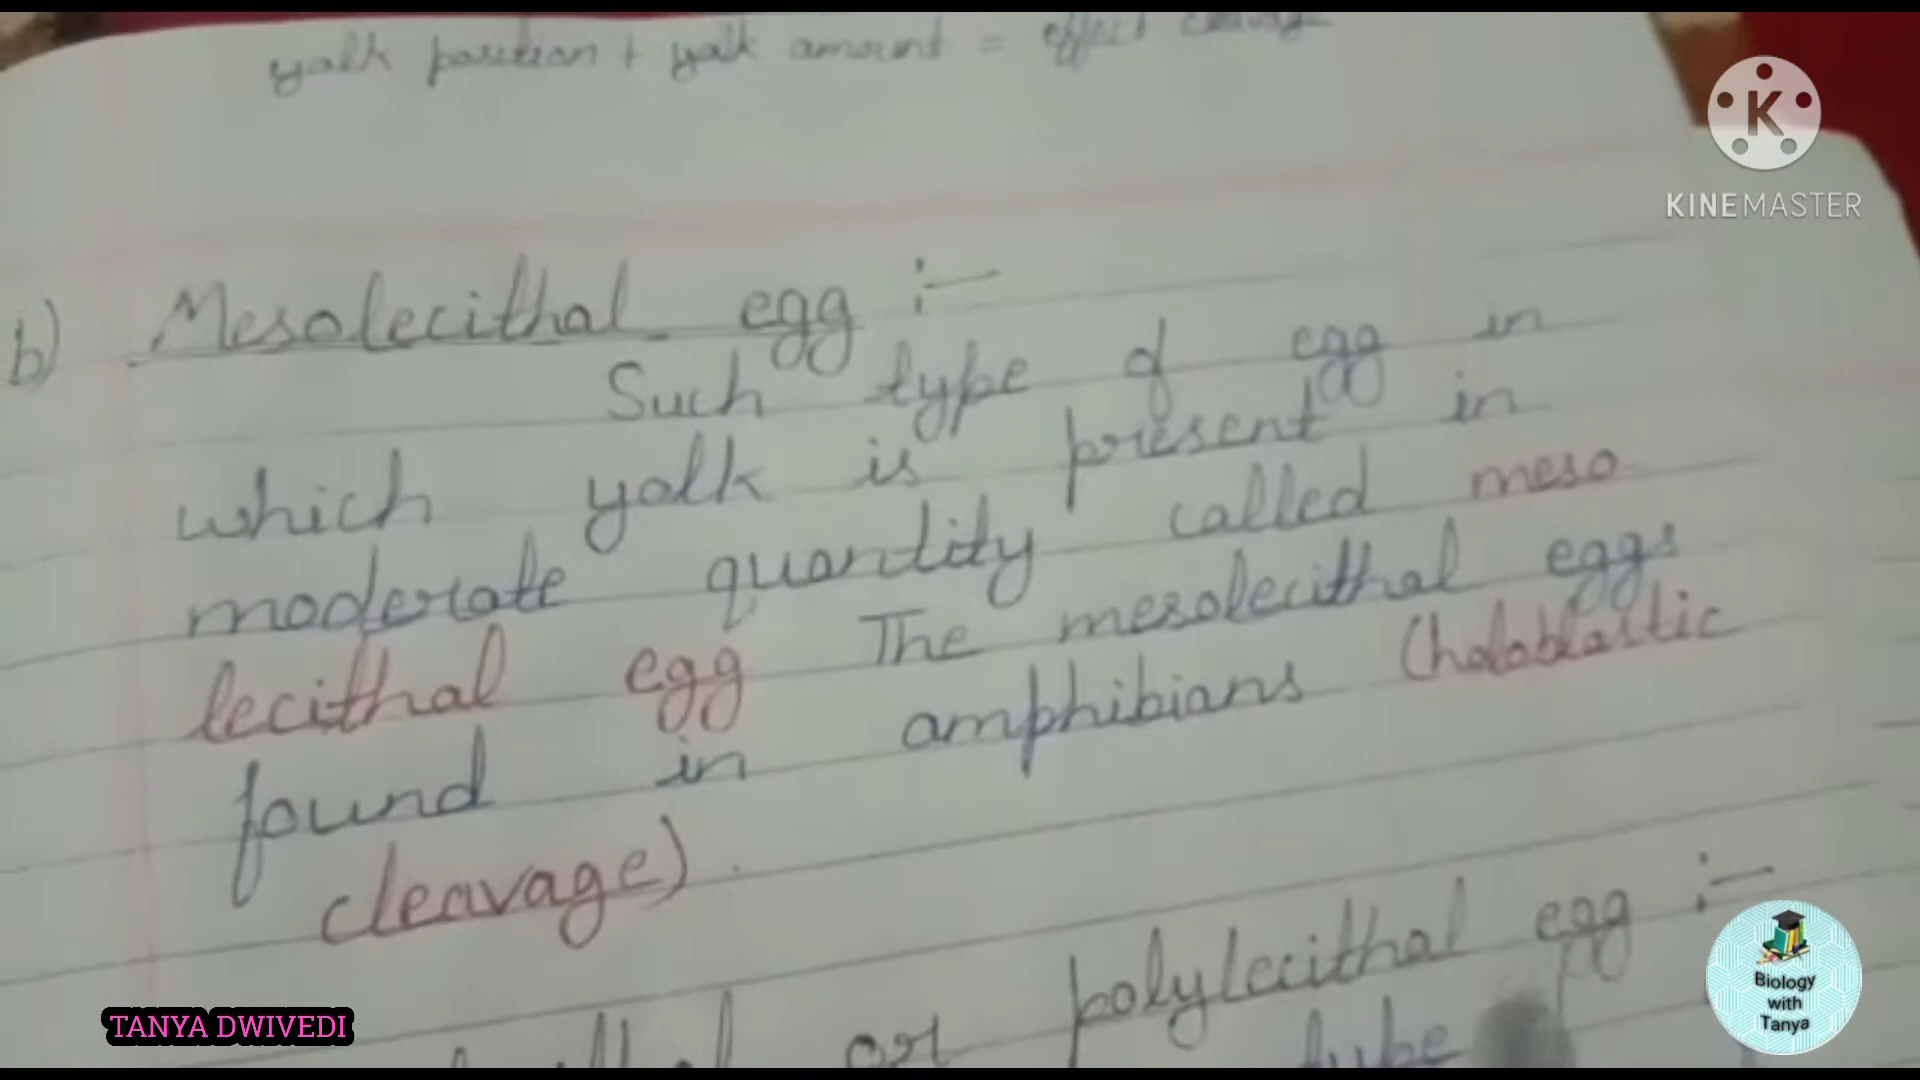 yolk position + yolk amount = effect cleavage
KINEMASTER
b) Mesolecithal egg :-
Such type of egg in
which yolk is present in
moderate quantity called meso
lecithal egg The mesolecithal eggs
found in amphibians (holoblastic
cleavage).
or polylecithal egg :-
type
TANYA DWIVEDI
Biology
with
Tanya